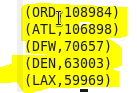 (ORD,108984)
(ATL,106898)
(DFW,70657)
(DEN,63003)
(LAX,59969)